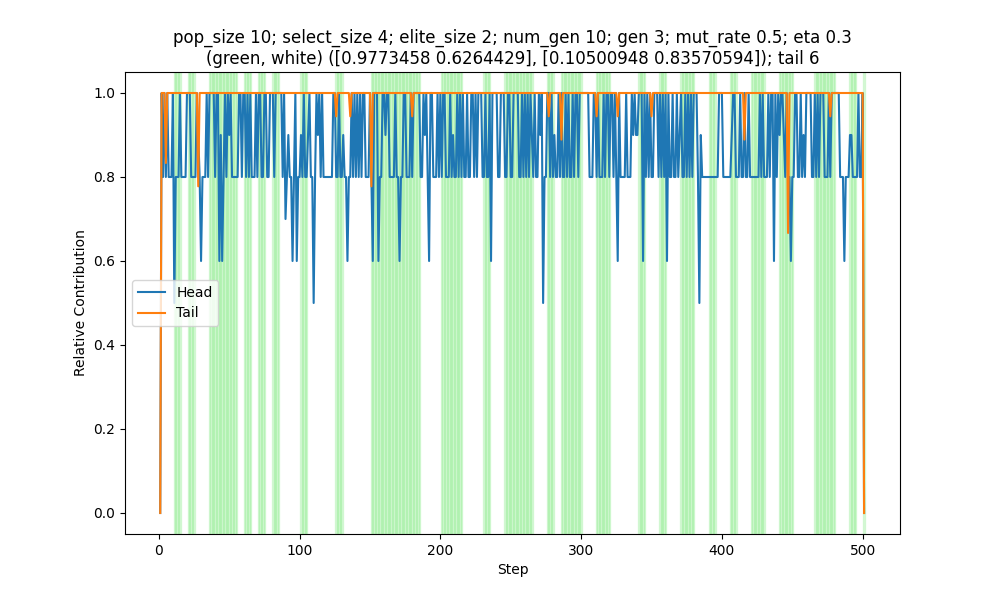 pop_size 10; select_size 4; elite_size 2; num_gen 10; gen 3; mut_rate 0.5; eta 0.3
(green, white) ([0.9773458 0.6264429], [0.10500948 0.83570594]); tail 6
1.0
0.8
0.6
0.4
0.2
0.0
Relative Contribution
Head
Tail
0
100
200
300
400
500
Step